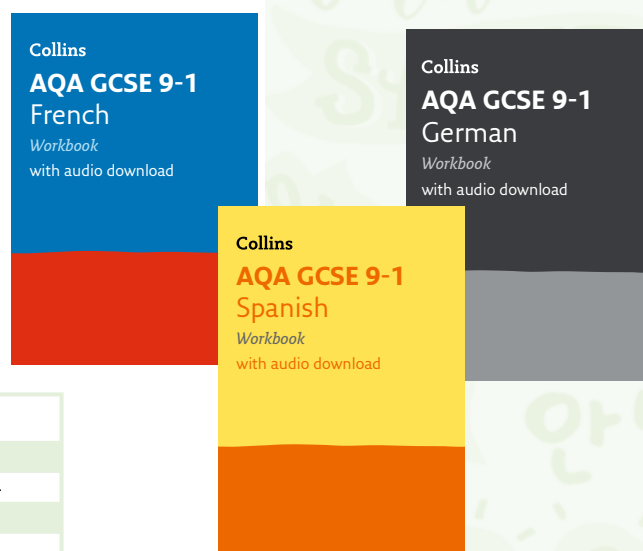 Collins
AQA GCSE 9-1
French
Workbook
with audio download
Collins
AQA GCSE 9-1
German
Workbook
with audio download
Collins
AQA GCSE 9-1
Spanish
Workbook
with audio download